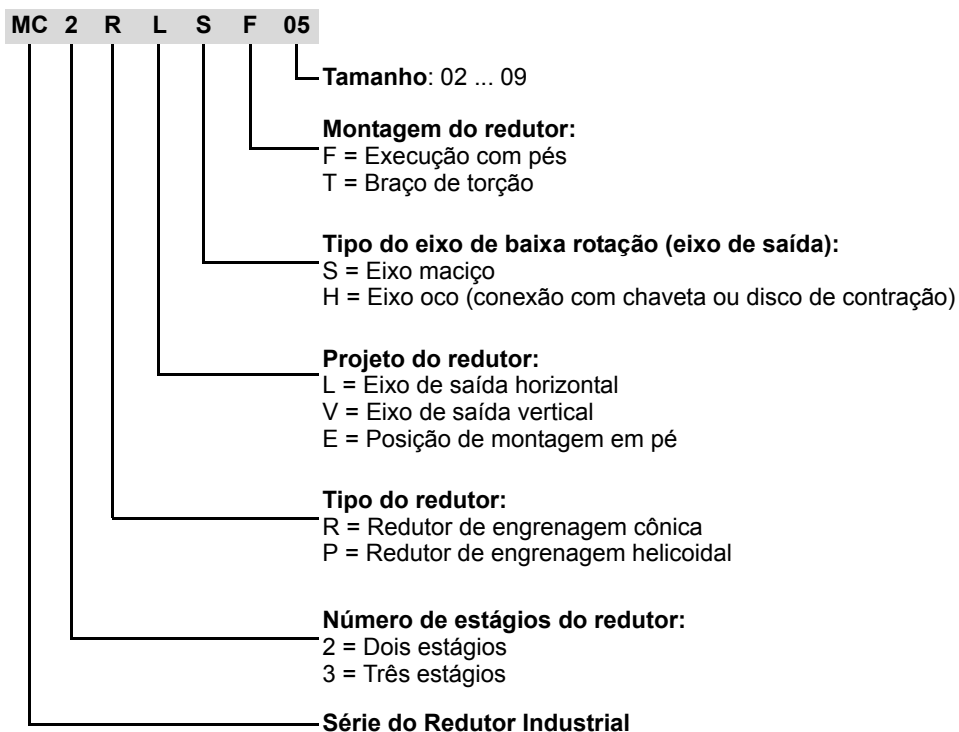 MC 2 R L S F 05
Tamanho: 02 ... 09
Montagem do redutor:
F = Execução com pés
T = Braço de torção
Tipo do eixo de baixa rotação (eixo de saída):
S = Eixo maciço
H = Eixo oco (conexão com chaveta ou disco de contração)
Projeto do redutor:
L = Eixo de saída horizontal
V = Eixo de saída vertical
E = Posição de montagem em pé
Tipo do redutor:
R = Redutor de engrenagem cônica
P = Redutor de engrenagem helicoidal
Número de estágios do redutor:
2 = Dois estágios
3 = Três estágios
Série do Redutor Industrial